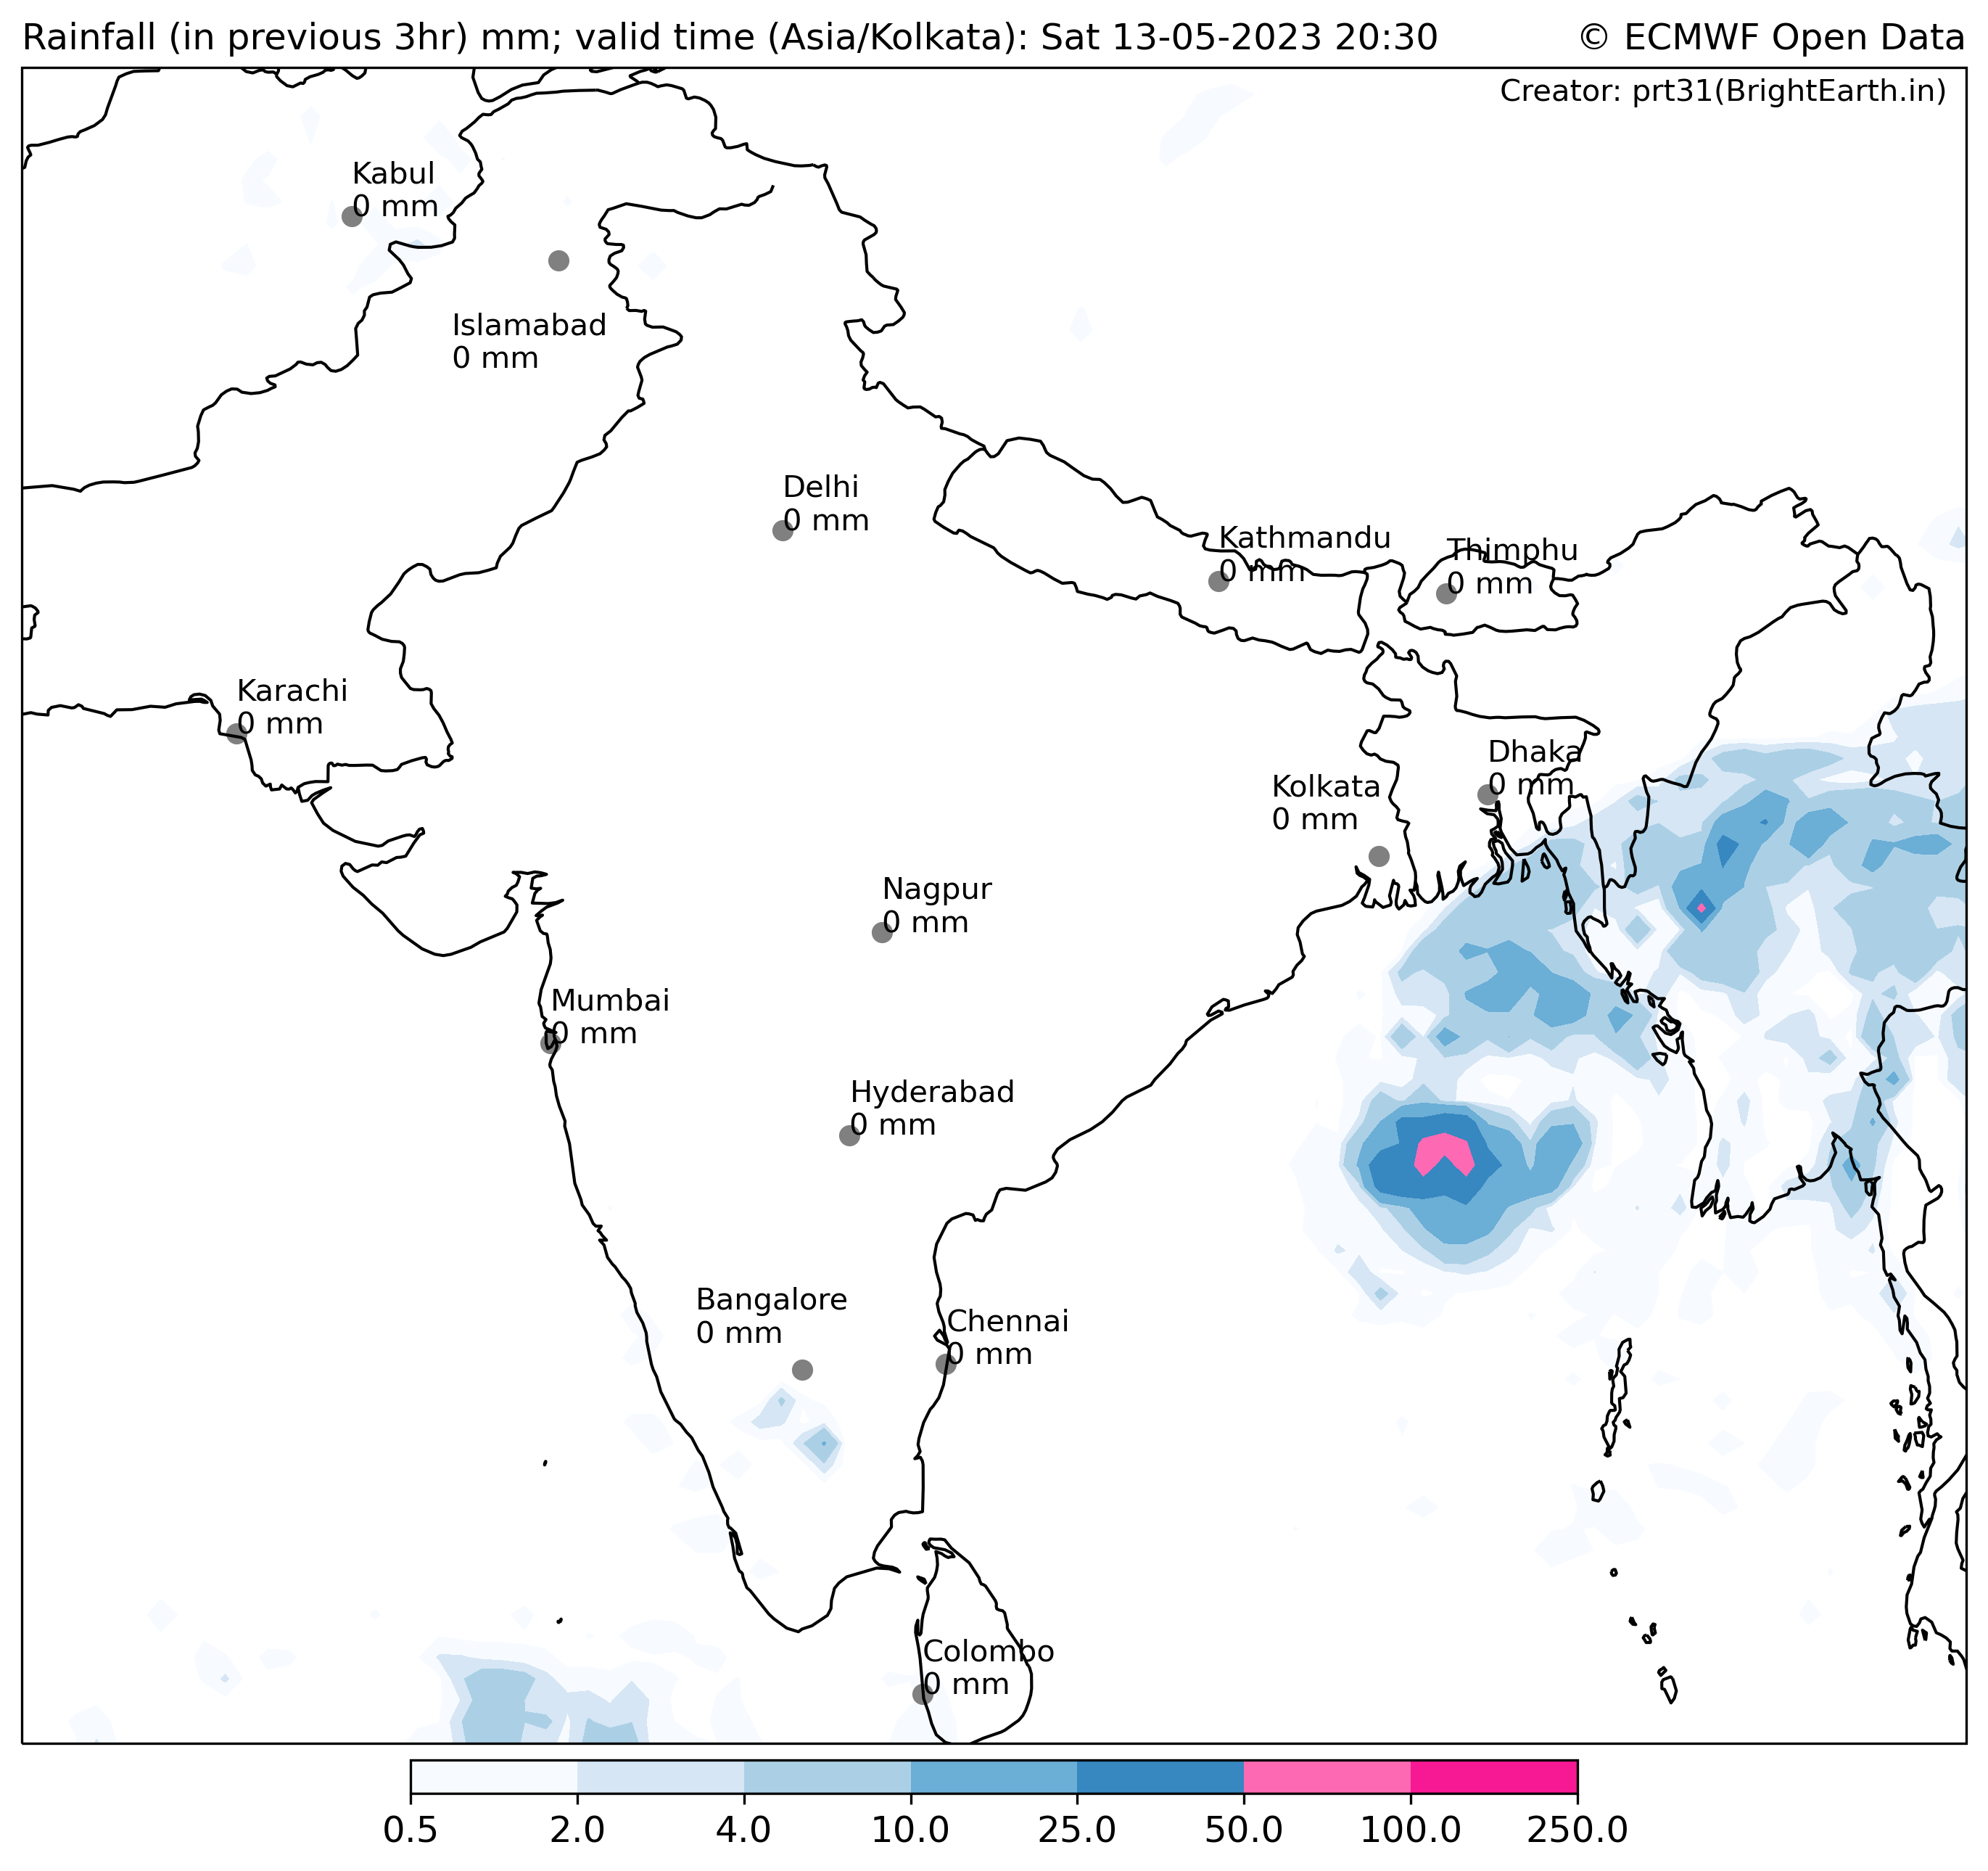 Rainfall (in previous 3hr) mm; valid time (Asia/Kolkata): Sat 13-05-2023 20:30
© ECMWF Open Data
Creator: prt31(BrightEarth.in)
Kabul
0 mm
Islamabad
0 mm
Delhi
0 mm
Kathmandu
0 mm
Thimphu
0 mm
Karachi
0 mm
Dhaka
0 mm
Kolkata
0 mm
Nagpur
0 mm
Mumbai
0 mm
Hyderabad
0 mm
Bangalore
0 mm
Chennai
0 mm
Colombo
0 mm
0.5 2.0 4.0 10.0 25.0 50.0 100.0 250.0